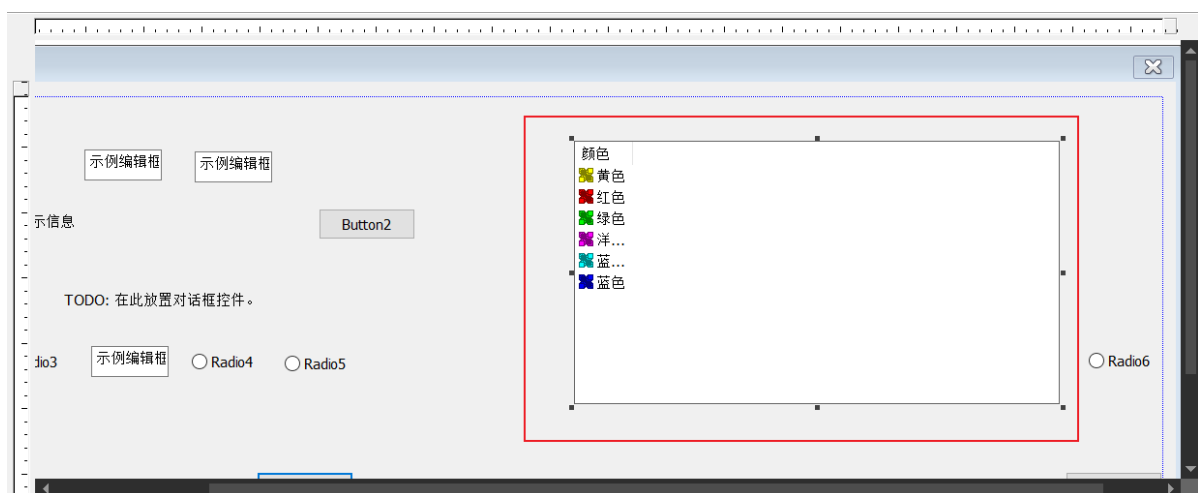 颜色
示例编辑框 示例编辑框
黄色
红色
示信息 Button2
绿色
洋...
蓝...
蓝色
TODO: 在此放置对话框控件。
dio3 示例编辑框 Radio4 Radio5 Radio6